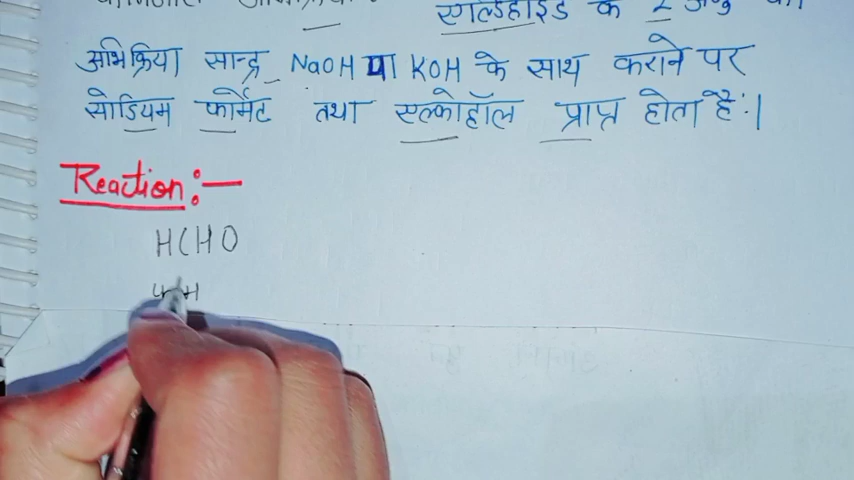 एल्डिहाइड के 2 अणु की
अभिक्रिया सान्द्र NaOH या KOH के साथ कराने पर
सोडियम फॉर्मेट तथा एल्कोहॉल प्राप्त होता है:।
Reaction:-
HCHO